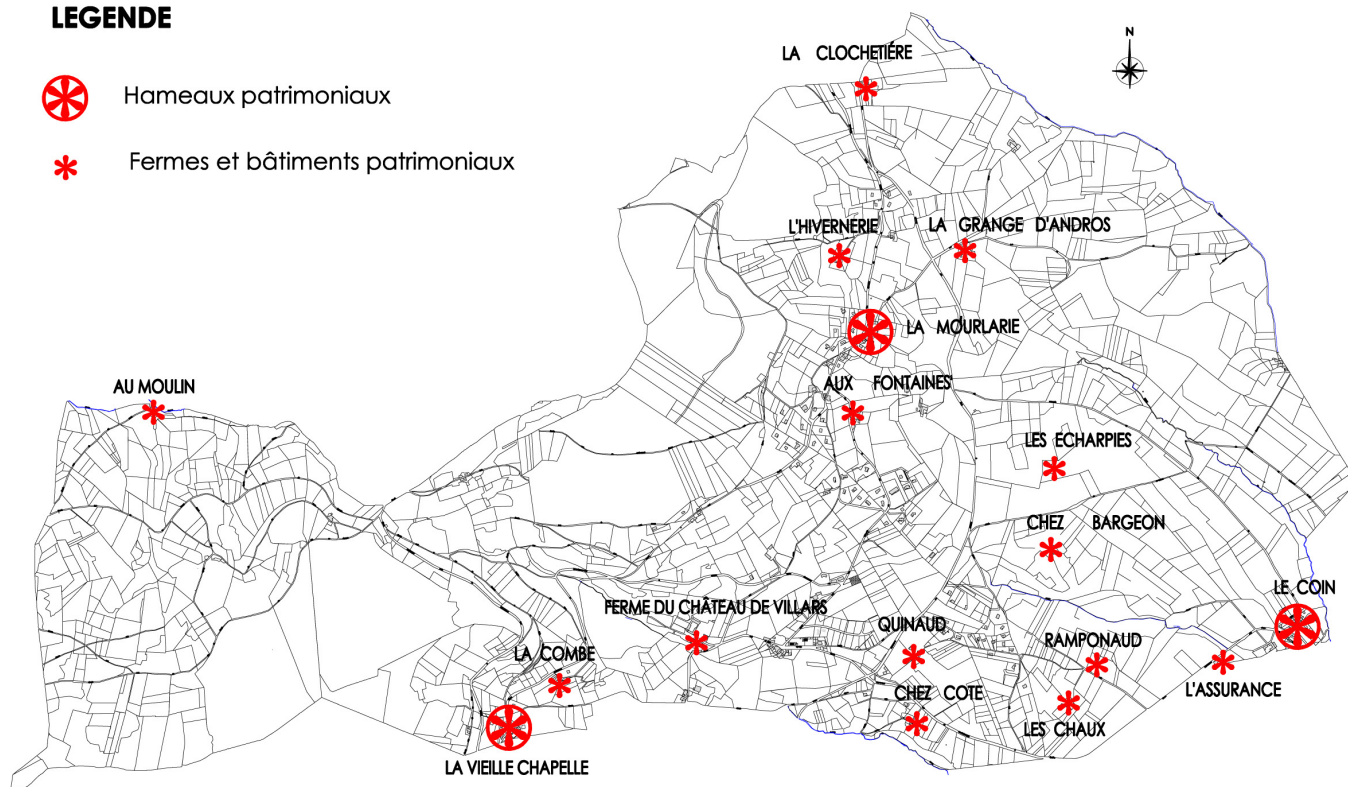 LEGENDE
Hameaux patrimoniaux
Fermes et bâtiments patrimoniaux
N
LA CLOCHETIÉRE
L'HIVERNERIE
LA GRANGE D'ANDROS
LA MOURLARIE
AU MOULIN
AUX FONTAINES
LES ECHARPIES
CHEZ BARGEON
LE COIN
FERME DU CHÂTEAU DE VILLARS
QUINAUD
RAMPONAUD
LA COMBE
L'ASSURANCE
CHEZ COTE
LES CHAUX
LA VIEILLE CHAPELLE